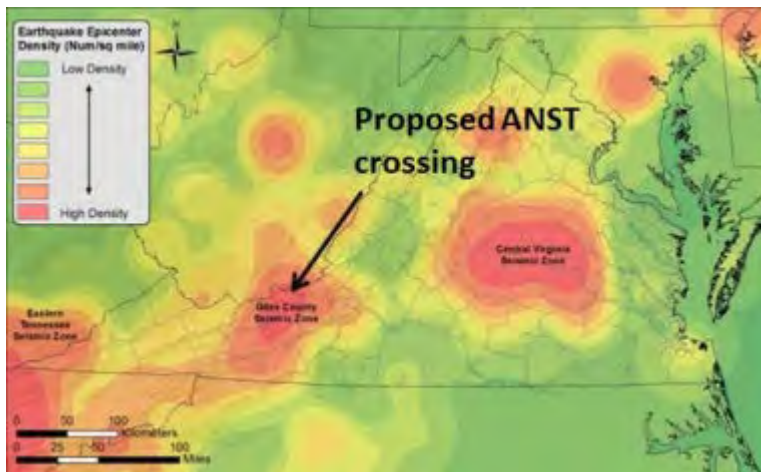 Earthquake Epicenter
Density (Num/sq mile)
Low Density
High Density
N
Proposed ANST
crossing
Central Virginia
Seismic Zone
Giles County
Seismic Zone
Eastern
Tennessee
Seismic Zone
0 50 100
Kilometers
0 25 50 100
Miles